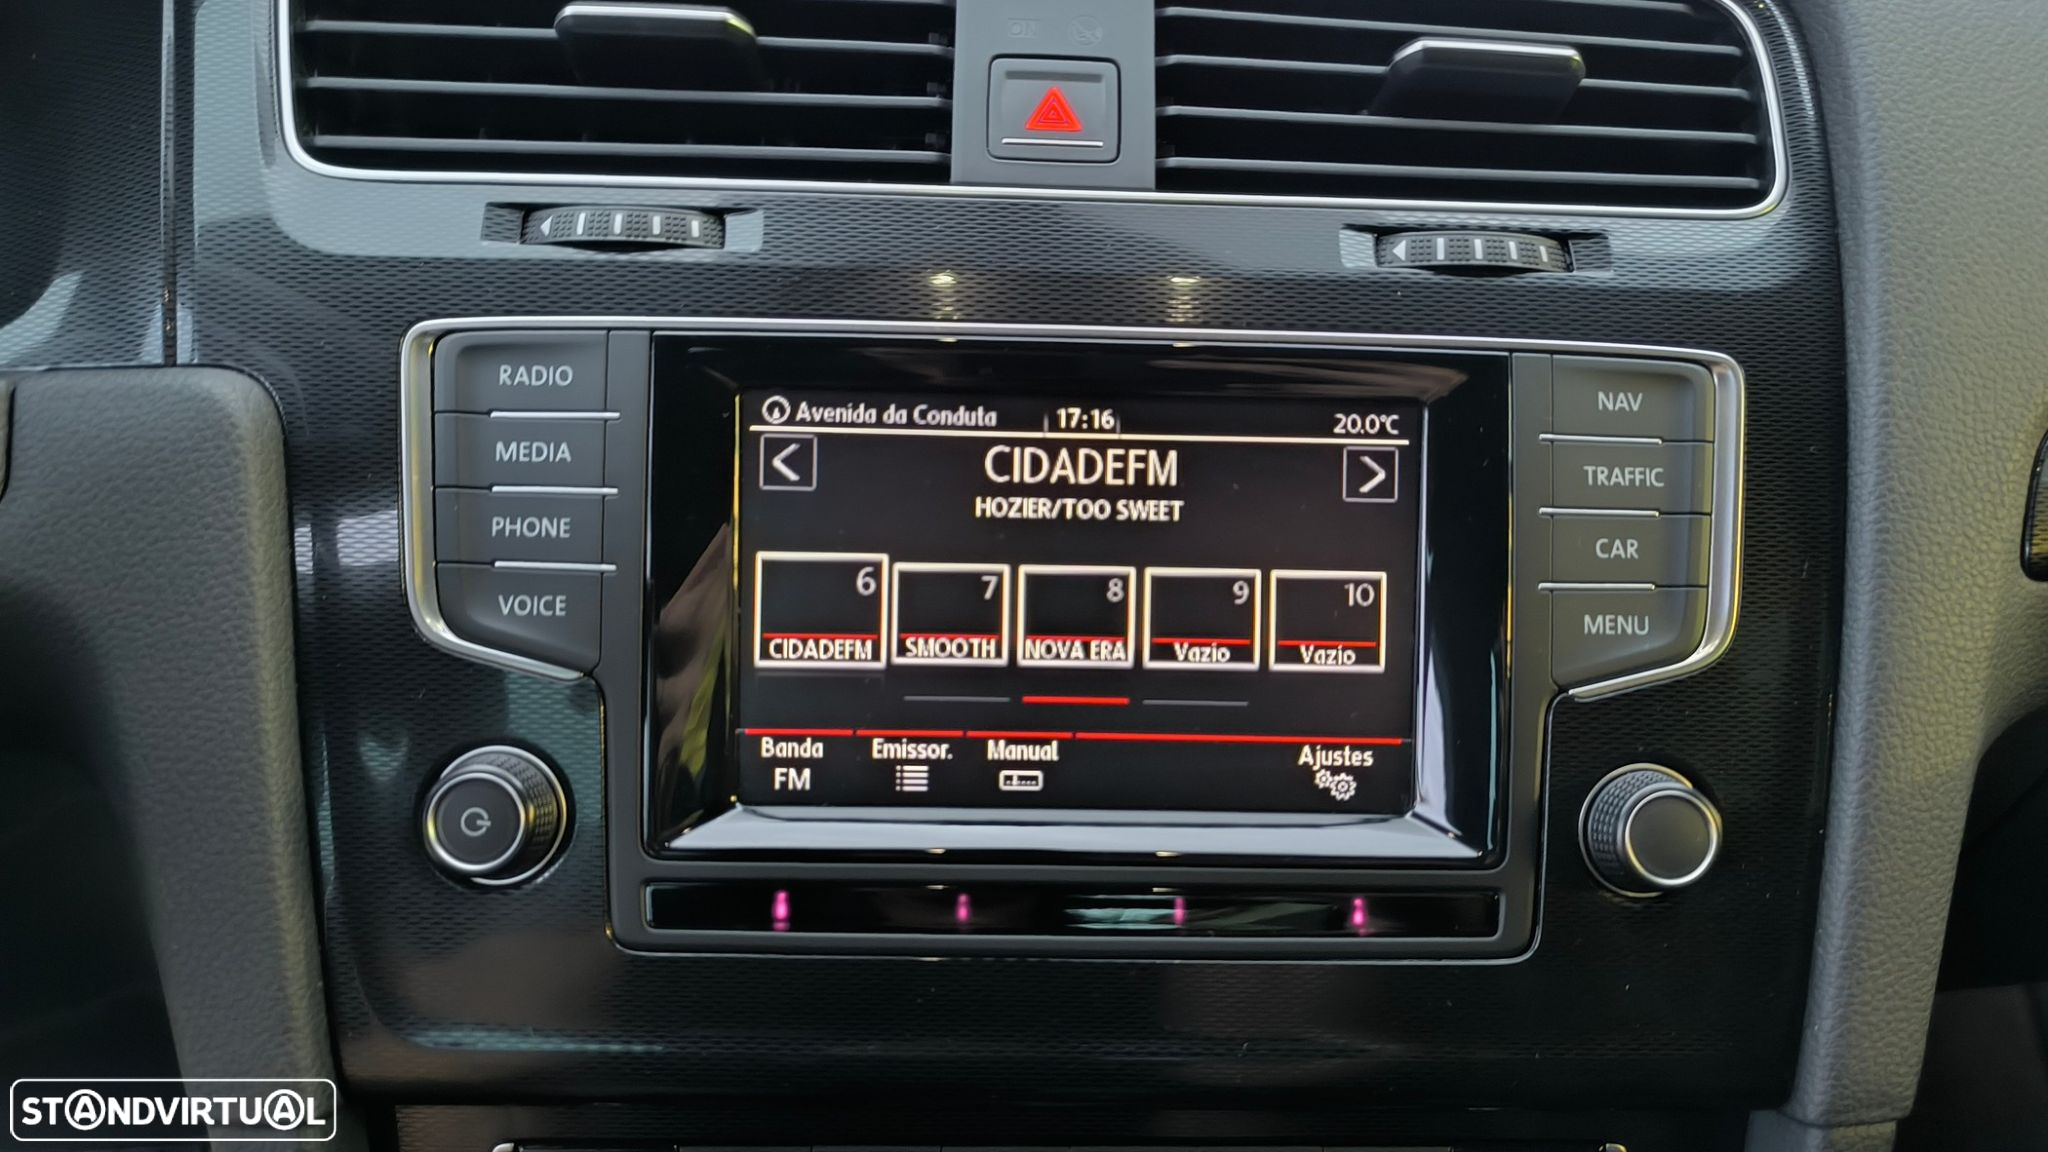 RADIO
MEDIA
PHONE
VOICE
Avenida da Conduta 17:16 20.0°C
CIDADEFM
HOZIER/TOO SWEET
6 7 8 9 10
CIDADEFM SMOOTH NOVA ERA Vazio Vazio
Banda Emissor. Manual Ajustes
FM
NAV
TRAFFIC
CAR
MENU
STANDVIRTUAL